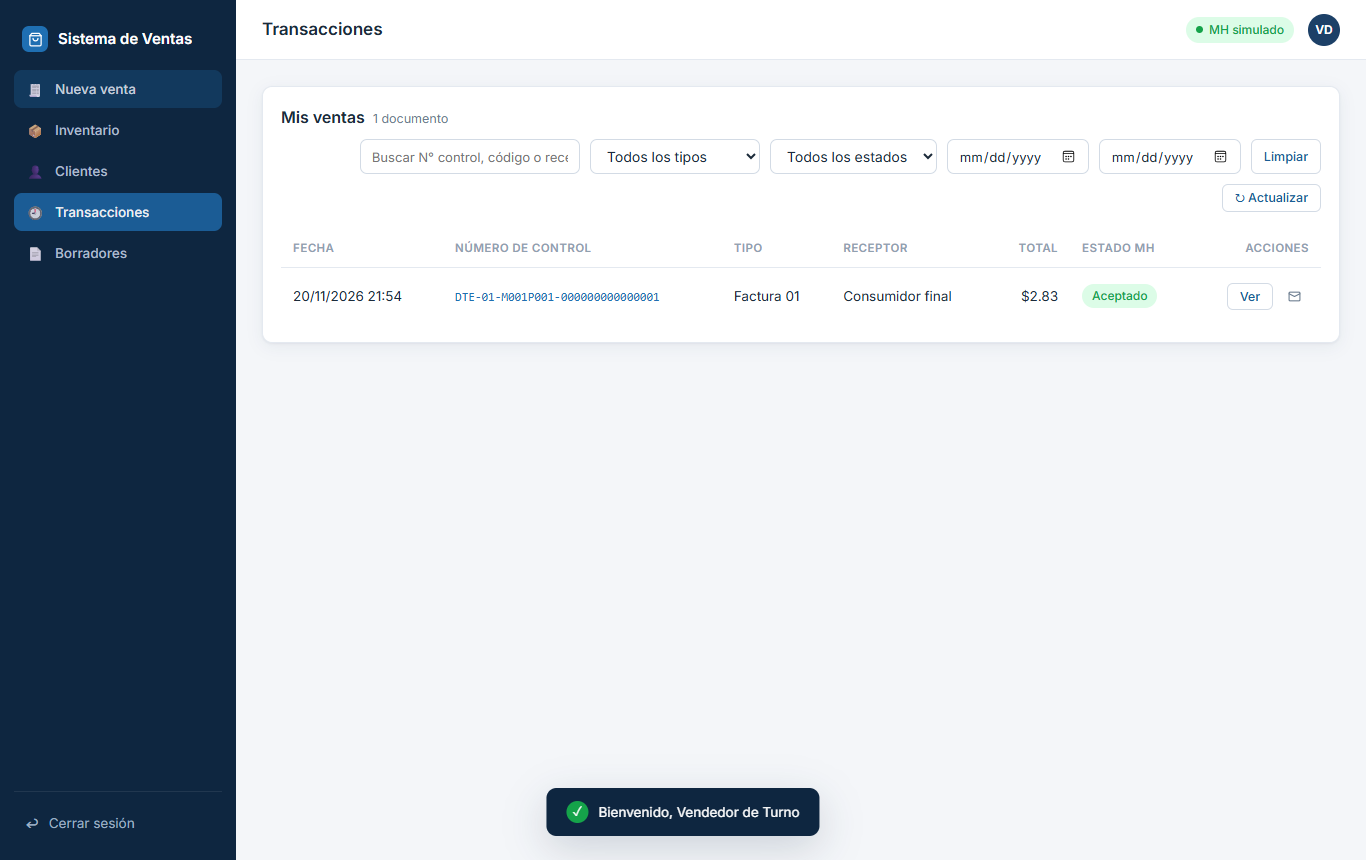 Sistema de Ventas
Nueva venta
Inventario
Clientes
Transacciones
Borradores
Cerrar sesión
Transacciones
MH simulado
VD
Mis ventas 1 documento
Buscar N° control, código o rece
Todos los tipos
Todos los estados
mm/dd/yyyy
mm/dd/yyyy
Limpiar
Actualizar
FECHA NÚMERO DE CONTROL TIPO RECEPTOR TOTAL ESTADO MH ACCIONES
20/11/2026 21:54 DTE-01-M001P001-000000000000001 Factura 01 Consumidor final $2.83 Aceptado Ver
Bienvenido, Vendedor de Turno